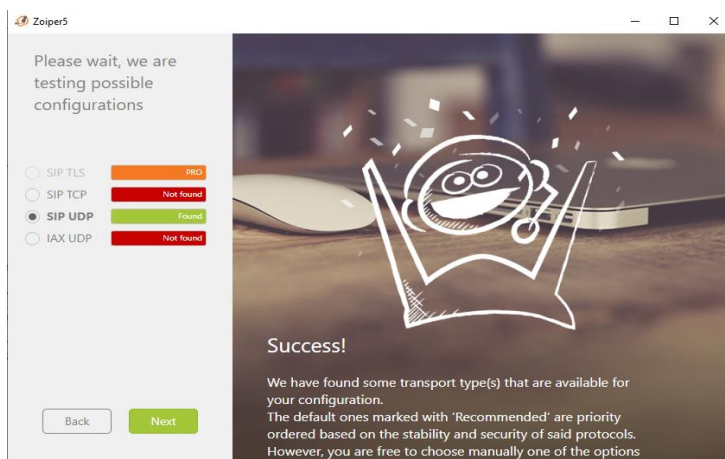 Zoiper5
Please wait, we are
testing possible
configurations
SIP TLS PRO
SIP TCP Not found
SIP UDP Found
IAX UDP Not found
Back Next
Success!
We have found some transport type(s) that are available for
your configuration.
The default ones marked with 'Recommended' are priority
ordered based on the stability and security of said protocols.
However, you are free to choose manually one of the options